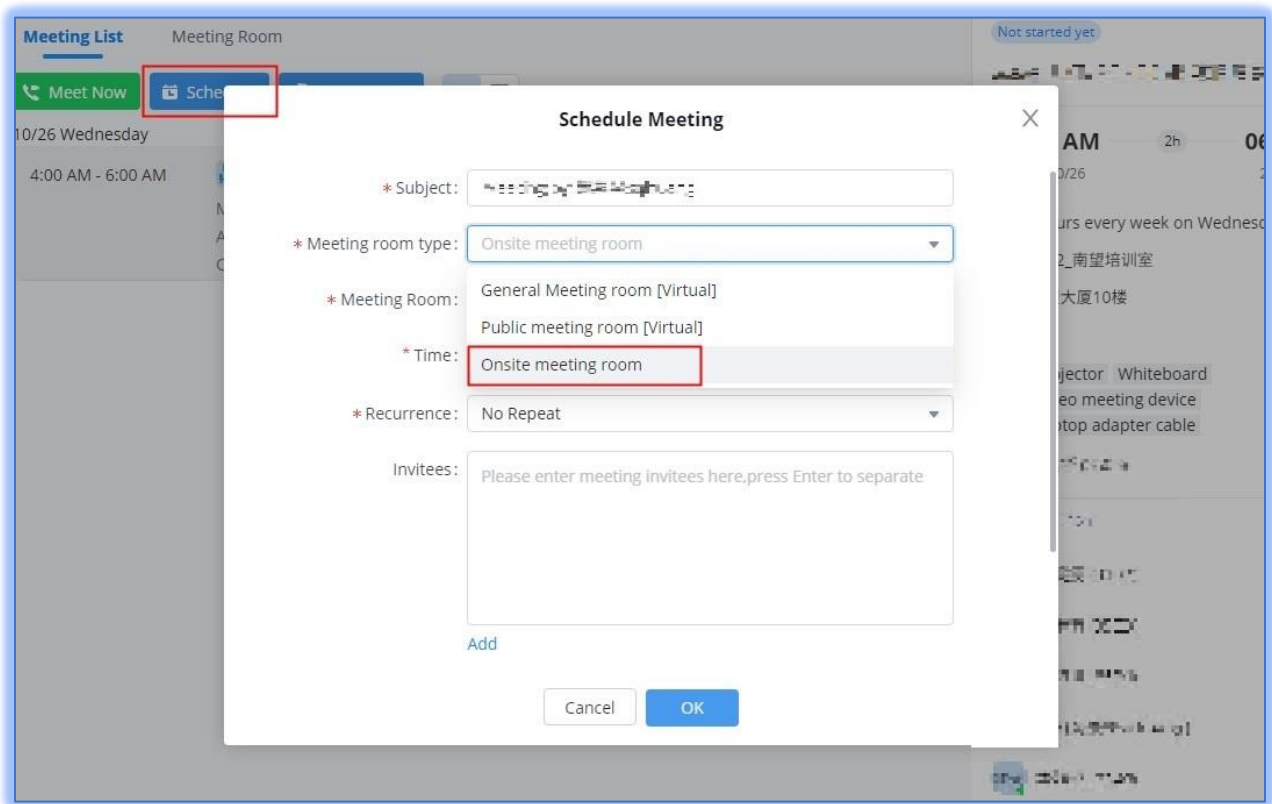 Meeting List
Meeting Room
Meet Now
Sche
10/26 Wednesday
4:00 AM - 6:00 AM
Schedule Meeting
* Subject:
* Meeting room type:
Onsite meeting room
* Meeting Room:
General Meeting room [Virtual]
Public meeting room [Virtual]
* Time:
Onsite meeting room
* Recurrence:
No Repeat
Invitees:
Please enter meeting invitees here,press Enter to separate
Add
Cancel
OK
Not started yet
AM
2h
06
0/26
urs every week on Wednesd
2_南望培训室
大厦10楼
jector
Whiteboard
eo meeting device
top adapter cable